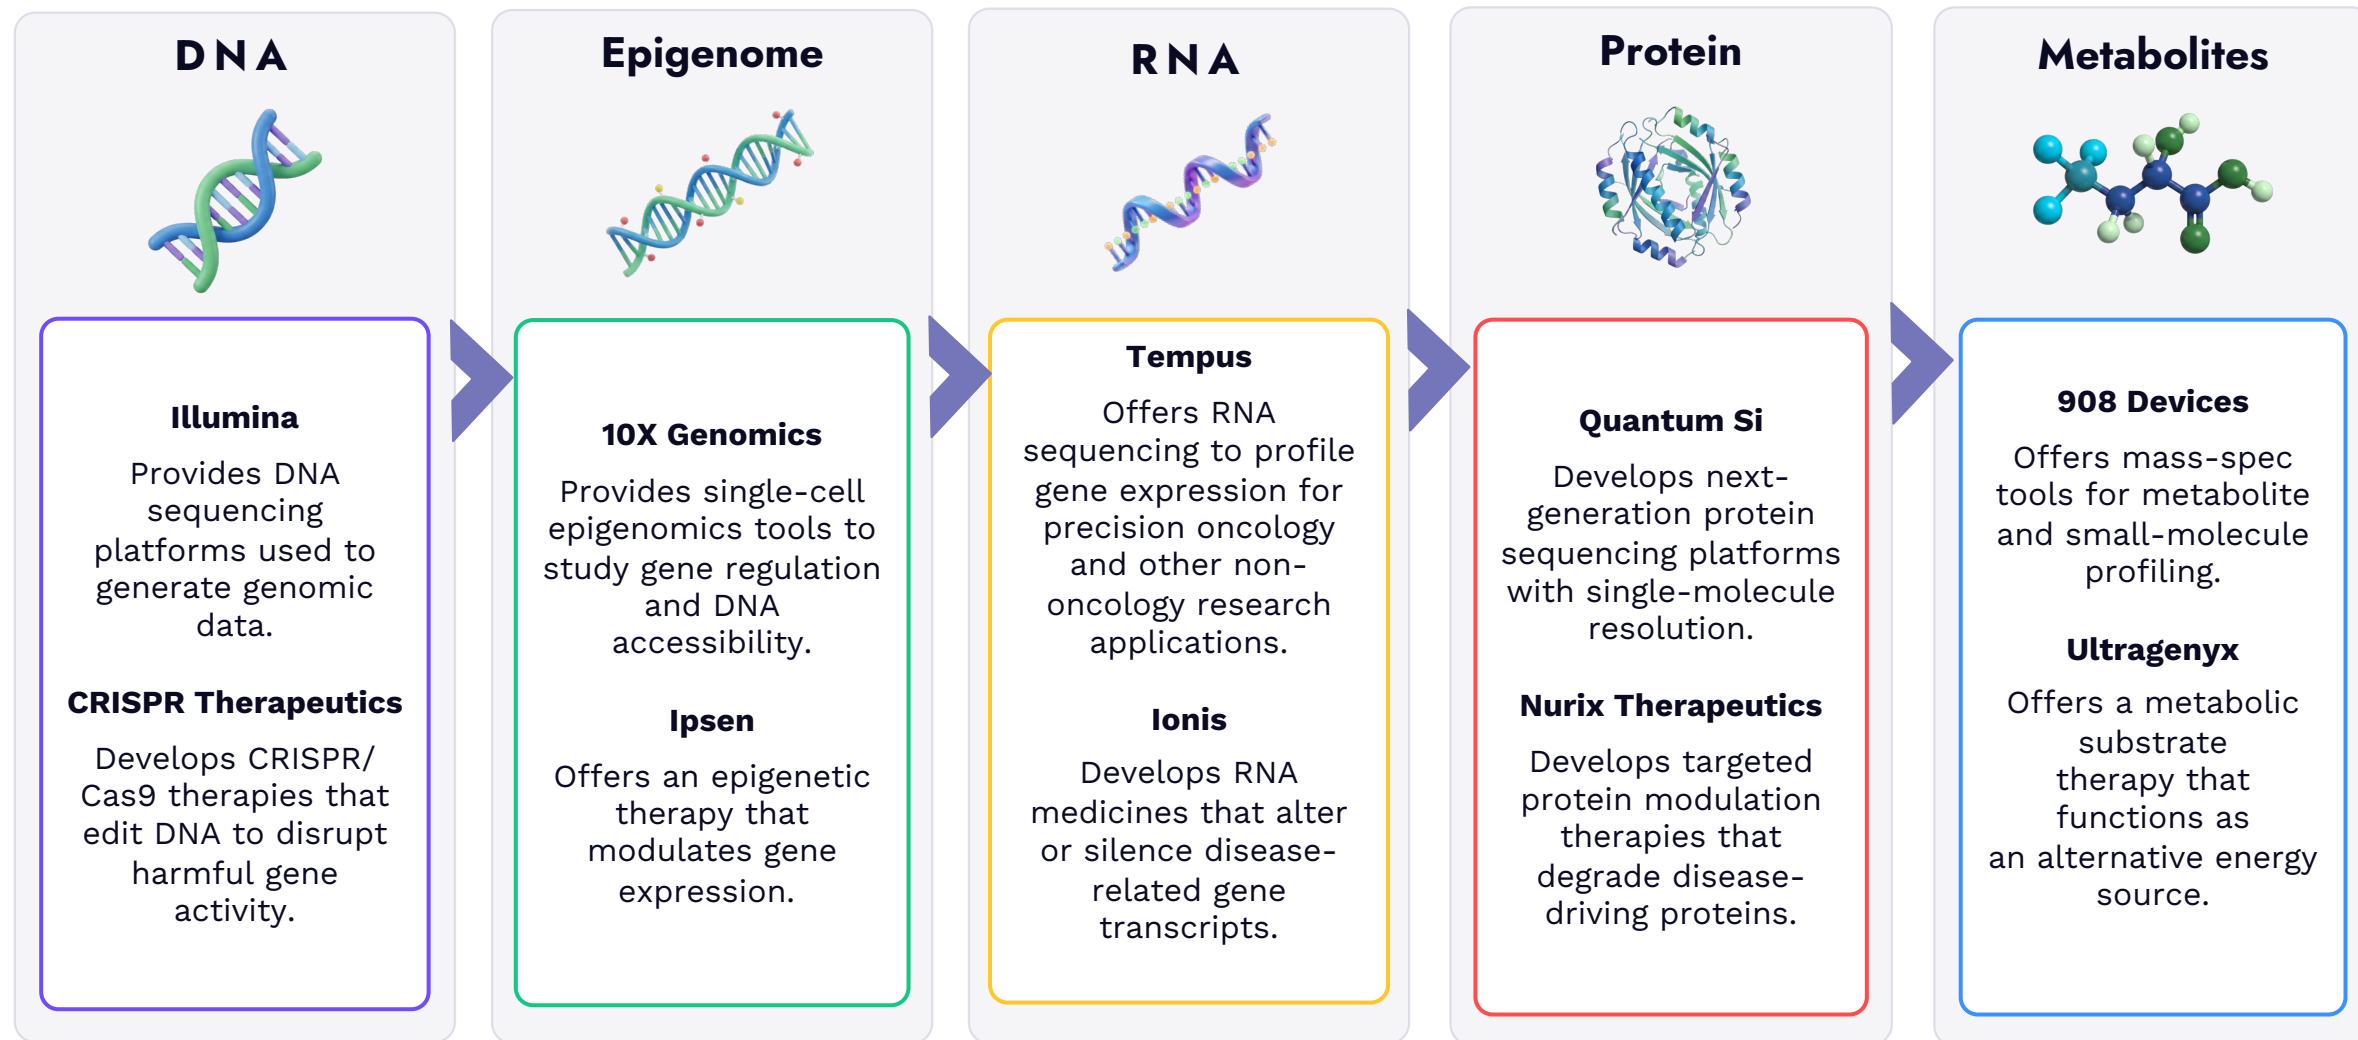 DNA
Illumina
Provides DNA
sequencing
platforms used to
generate genomic
data.
CRISPR Therapeutics
Develops CRISPR/
Cas9 therapies that
edit DNA to disrupt
harmful gene
activity.
Epigenome
10X Genomics
Provides single-cell
epigenomics tools to
study gene regulation
and DNA
accessibility.
Ipsen
Offers an epigenetic
therapy that
modulates gene
expression.
RNA
Tempus
Offers RNA
sequencing to profile
gene expression for
precision oncology
and other non-
oncology research
applications.
Ionis
Develops RNA
medicines that alter
or silence disease-
related gene
transcripts.
Protein
Quantum Si
Develops next-
generation protein
sequencing platforms
with single-molecule
resolution.
Nurix Therapeutics
Develops targeted
protein modulation
therapies that
degrade disease-
driving proteins.
Metabolites
908 Devices
Offers mass-spec
tools for metabolite
and small-molecule
profiling.
Ultragenyx
Offers a metabolic
substrate
therapy that
functions as
an alternative energy
source.